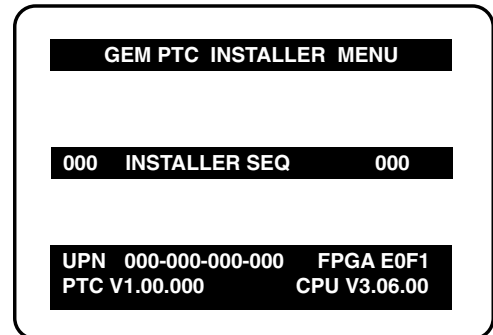 GEM PTC INSTALLER MENU
000 INSTALLER SEQ 000
UPN 000-000-000-000 FPGA E0F1
PTC V1.00.000 CPU V3.06.00